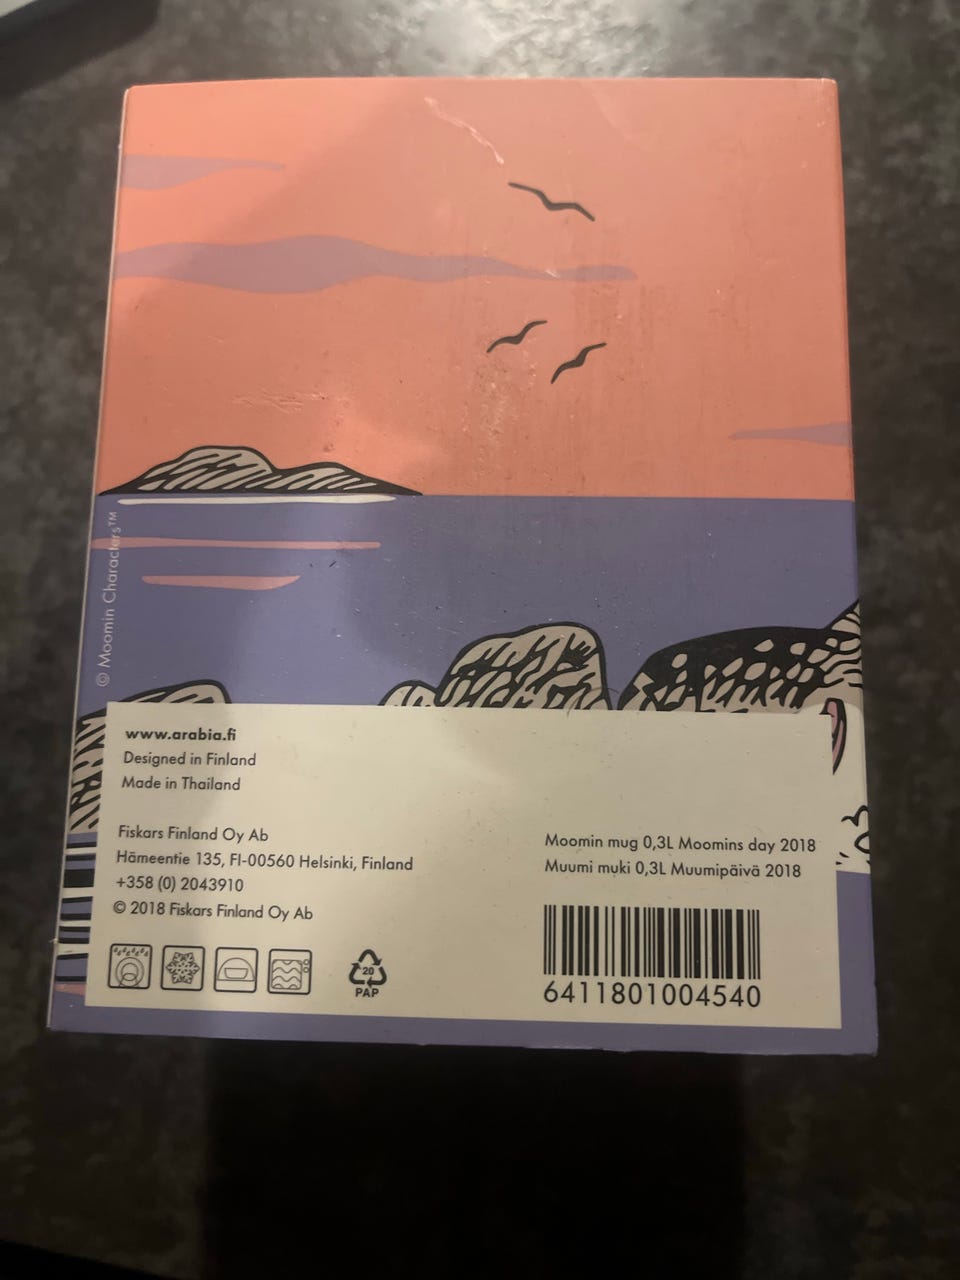 © Moomin Characters™
www.arabia.fi
Designed in Finland
Made in Thailand
Fiskars Finland Oy Ab
Hämeentie 135, FI-00560 Helsinki, Finland
+358 (0) 2043910
© 2018 Fiskars Finland Oy Ab
Moomin mug 0,3L Moomins day 2018
Muumi muki 0,3L Muumipäivä 2018
20
PAP
6411801004540